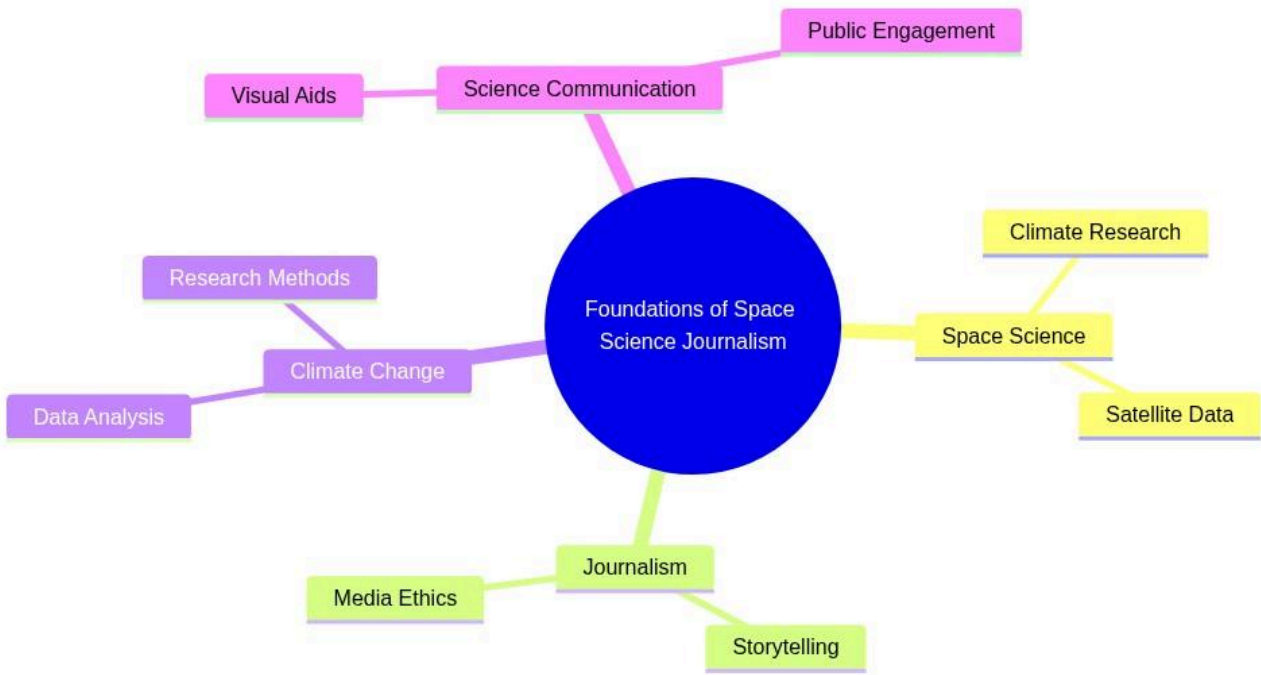 Public Engagement
Science Communication
Visual Aids
Climate Research
Research Methods
Foundations of Space
Science Journalism
Space Science
Climate Change
Satellite Data
Data Analysis
Journalism
Media Ethics
Storytelling